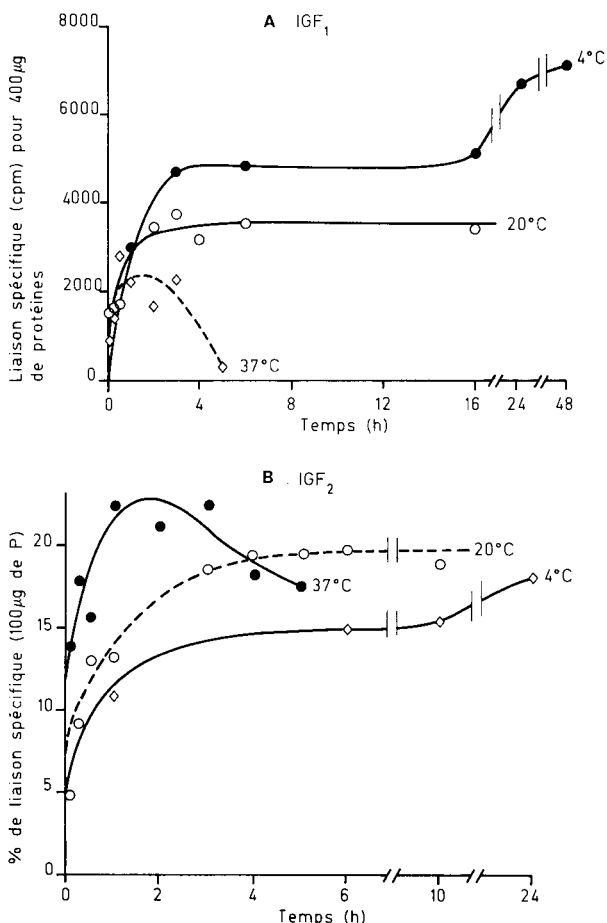 A IGF1
Liaison spécifique (cpm) pour 400µg
de protéines
8000
6000
4000
2000
0
4°C
20°C
37°C
0 4 8 12 16 24 48
Temps (h)
B . IGF2
% de liaison spécifique (100µg de P)
20
15
10
5
0
20°C
4°C
37°C
0 2 4 6 10 24
Temps (h)